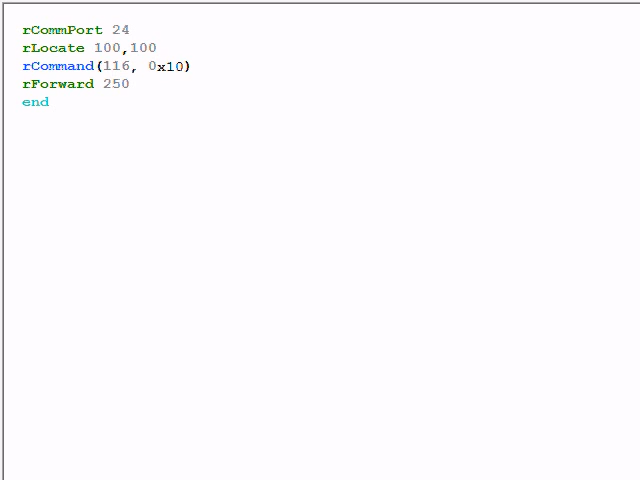 rCommPort 24
rLocate 100,100
rCommand(116, 0x10)
rForward 250
end